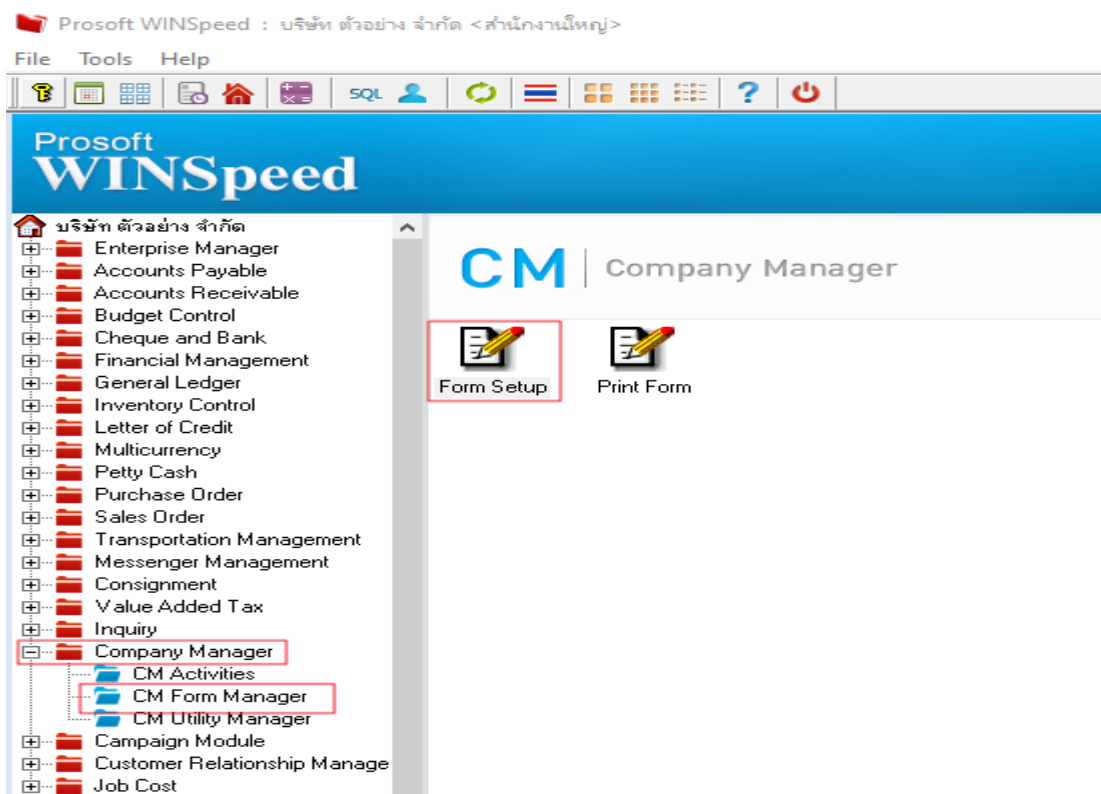 Prosoft WINSpeed : บริษัท ตัวอย่าง จำกัด <สำนักงานใหญ่>
File Tools Help
SQL ?
Prosoft
WINSpeed
บริษัท ตัวอย่าง จำกัด
Enterprise Manager
Accounts Payable
Accounts Receivable
Budget Control
Cheque and Bank
Financial Management
General Ledger
Inventory Control
Letter of Credit
Multicurrency
Petty Cash
Purchase Order
Sales Order
Transportation Management
Messenger Management
Consignment
Value Added Tax
Inquiry
Company Manager
CM Activities
CM Form Manager
CM Utility Manager
Campaign Module
Customer Relationship Manage
Job Cost
CM | Company Manager
Form Setup
Print Form